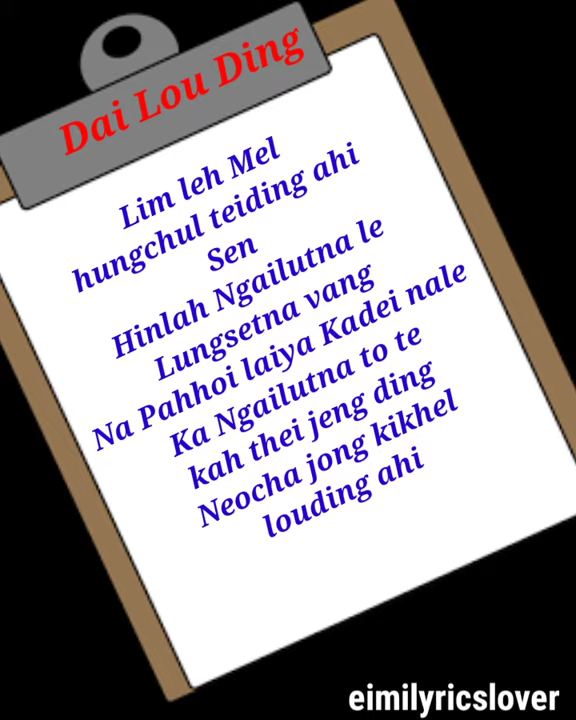 Dai Lou Ding
Lim leh Mel
hungchul teiding ahi
Sen
Hinlah Ngailutna le
Lungsetna vang
Na Pahhoi laiya Kadei nale
Ka Ngailutna to te
kah thei jeng ding
Neocha jong kikhel
louding ahi
eimilyricslover